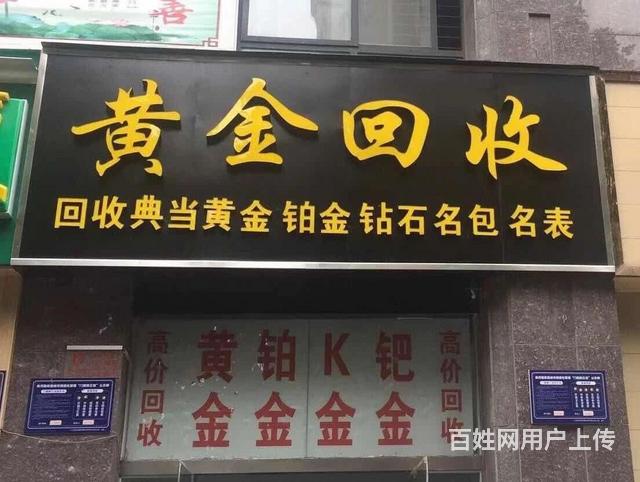 善
黄金回收
回收典当黄金铂金钻石名包名表
高价回收
黄金
铂金
K金
钯金
高价回收
百姓网用户上传